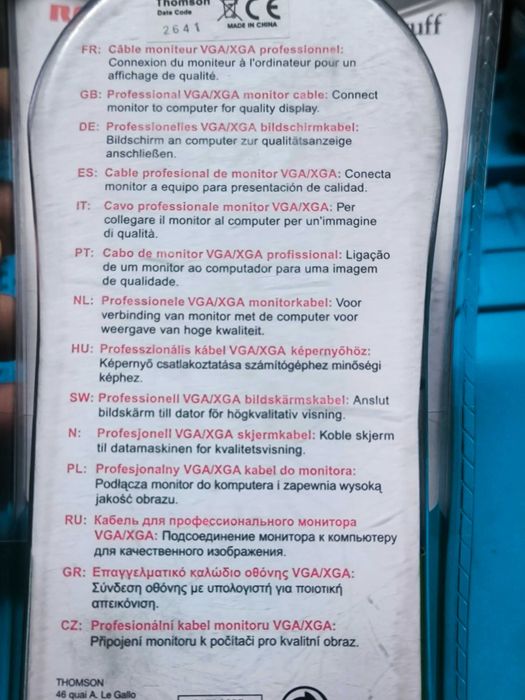 Thomson
Date Code
2641
CE
MADE IN CHINA
uff
FR: Câble moniteur VGA/XGA professionnel:
Connexion du moniteur à l'ordinateur pour un
affichage de qualité.
GB: Professional VGA/XGA monitor cable: Connect
monitor to computer for quality display.
DE: Professionelles VGA/XGA bildschirmkabel:
Bildschirm an computer zur qualitätsanzeige
anschließen.
ES: Cable profesional de monitor VGA/XGA: Conecta
monitor a equipo para presentación de calidad.
IT: Cavo professionale monitor VGA/XGA: Per
collegare il monitor al computer per un'immagine
di qualità.
PT: Cabo de monitor VGA/XGA profissional: Ligação
de um monitor ao computador para uma imagem
de qualidade.
NL: Professionele VGA/XGA monitorkabel: Voor
verbinding van monitor met de computer voor
weergave van hoge kwaliteit.
HU: Professzionális kábel VGA/XGA képernyőhöz:
Képernyő csatlakoztatása számítógéphez minőségi
képhez.
SW: Professionell VGA/XGA bildskärmskabel: Anslut
bildskärm till dator för högkvalitativ visning.
N: Profesjonell VGA/XGA skjermkabel: Koble skjerm
til datamaskinen for kvalitetsvisning.
PL: Profesjonalny VGA/XGA kabel do monitora:
Podłącza monitor do komputera i zapewnia wysoką
jakość obrazu.
RU: Кабель для профессионального монитора
VGA/XGA: Подсоединение монитора к компьютеру
для качественного изображения.
GR: Επαγγελματικό καλώδιο οθόνης VGA/XGA:
Σύνδεση οθόνης με υπολογιστή για ποιοτική
απεικόνιση.
CZ: Profesionální kabel monitoru VGA/XGA:
Připojení monitoru k počítači pro kvalitní obraz.
THOMSON
46 quai A. Le Gallo